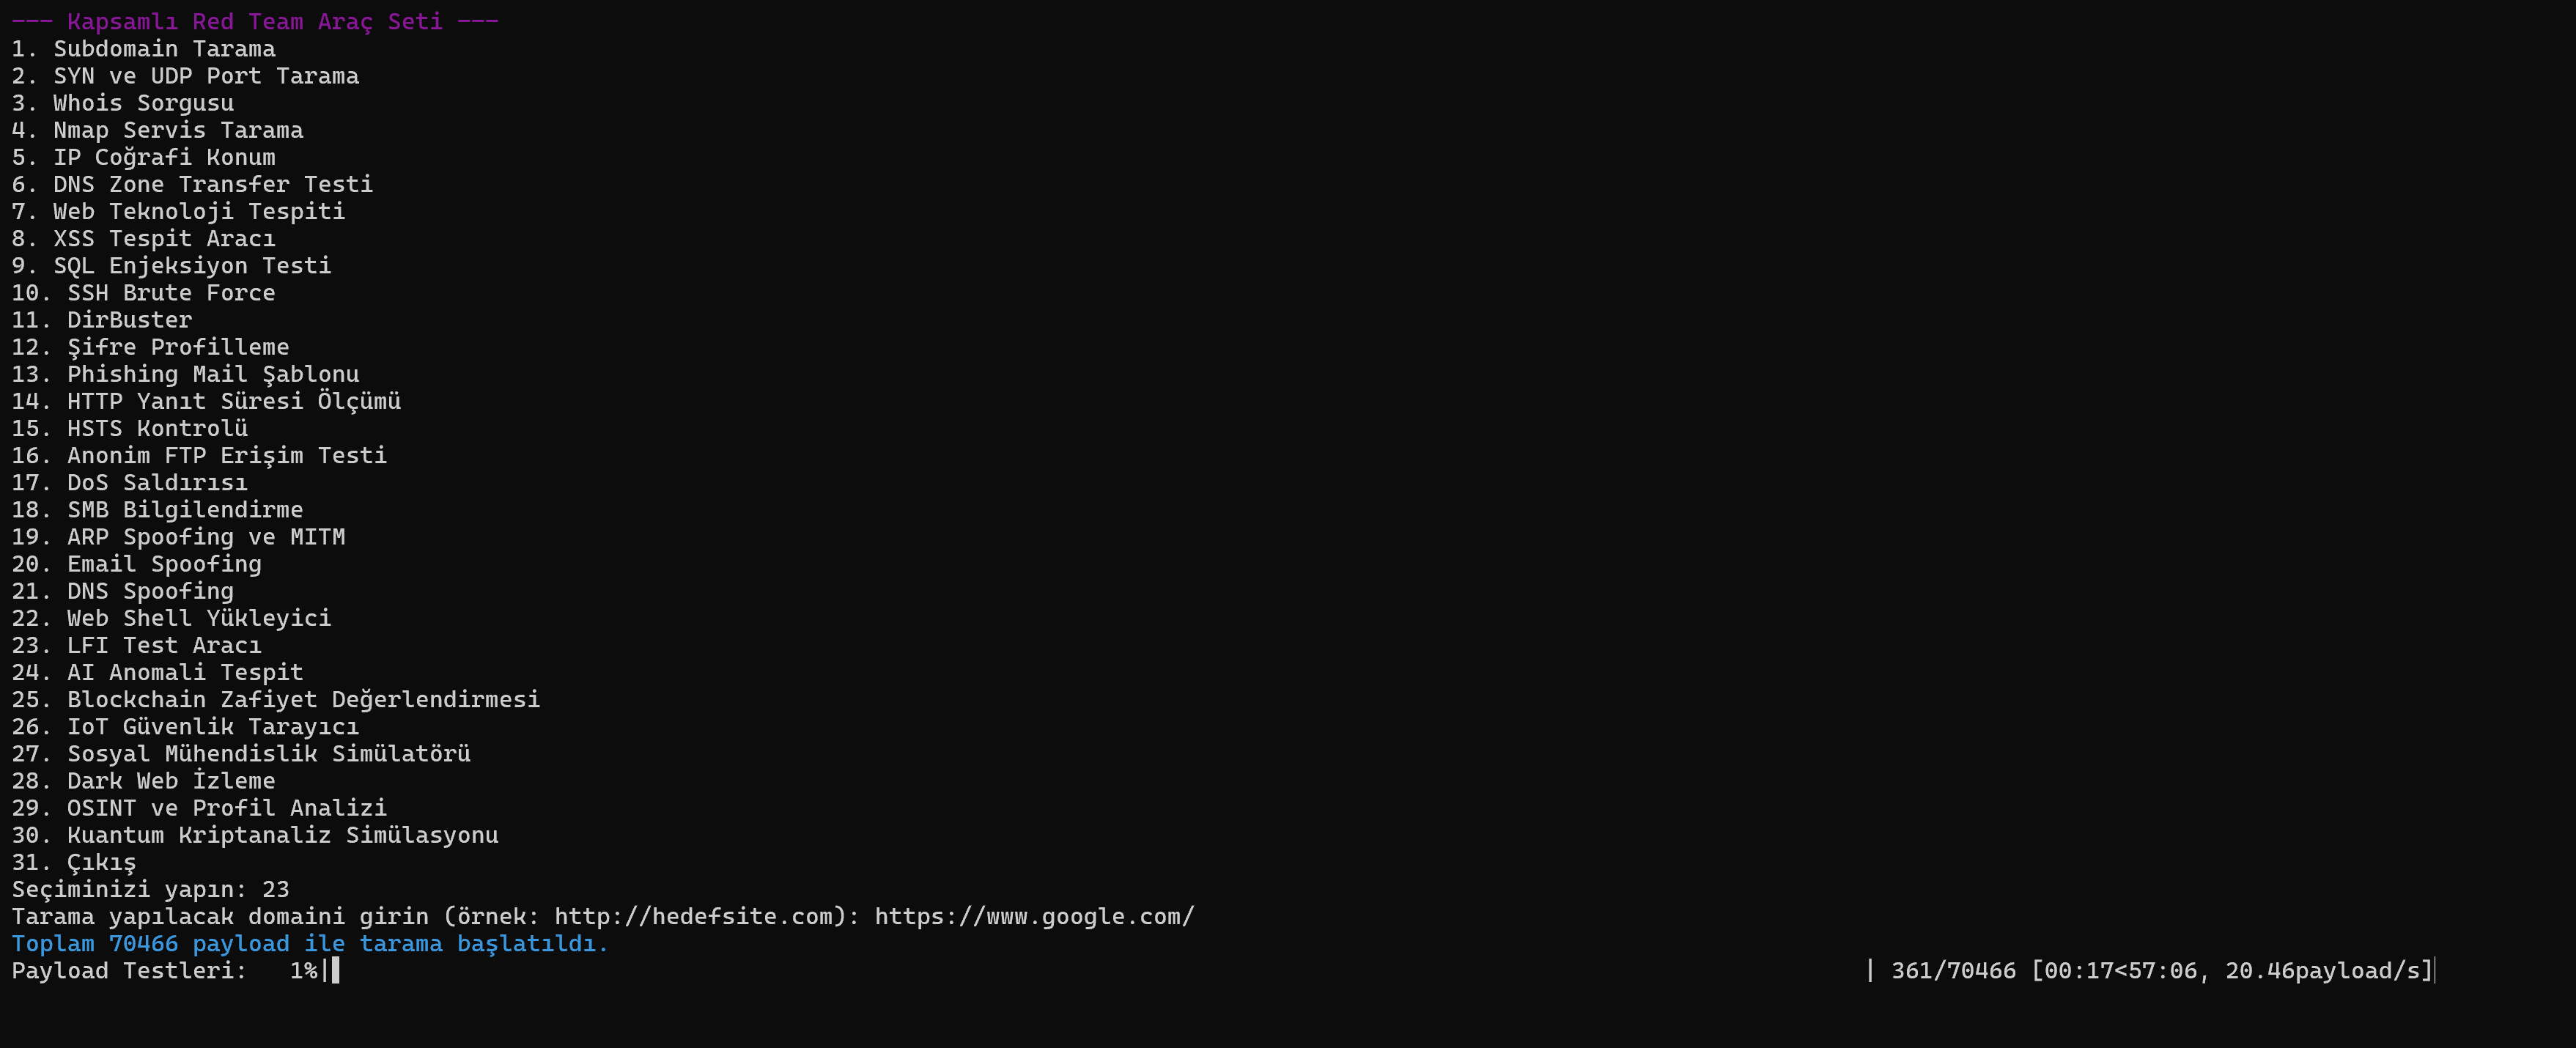 --- Kapsamlı Red Team Araç Seti ---
1. Subdomain Tarama
2. SYN ve UDP Port Tarama
3. Whois Sorgusu
4. Nmap Servis Tarama
5. IP Coğrafi Konum
6. DNS Zone Transfer Testi
7. Web Teknoloji Tespiti
8. XSS Tespit Aracı
9. SQL Enjeksiyon Testi
10. SSH Brute Force
11. DirBuster
12. Şifre Profilleme
13. Phishing Mail Şablonu
14. HTTP Yanıt Süresi Ölçümü
15. HSTS Kontrolü
16. Anonim FTP Erişim Testi
17. DoS Saldırısı
18. SMB Bilgilendirme
19. ARP Spoofing ve MITM
20. Email Spoofing
21. DNS Spoofing
22. Web Shell Yükleyici
23. LFI Test Aracı
24. AI Anomali Tespit
25. Blockchain Zafiyet Değerlendirmesi
26. IoT Güvenlik Tarayıcı
27. Sosyal Mühendislik Simülatörü
28. Dark Web İzleme
29. OSINT ve Profil Analizi
30. Kuantum Kriptanaliz Simülasyonu
31. Çıkış
Seçiminizi yapın: 23
Tarama yapılacak domaini girin (örnek: http://hedefsite.com): https://www.google.com/
Toplam 70466 payload ile tarama başlatıldı.
Payload Testleri:   1%|█ | 361/70466 [00:17<57:06, 20.46payload/s]